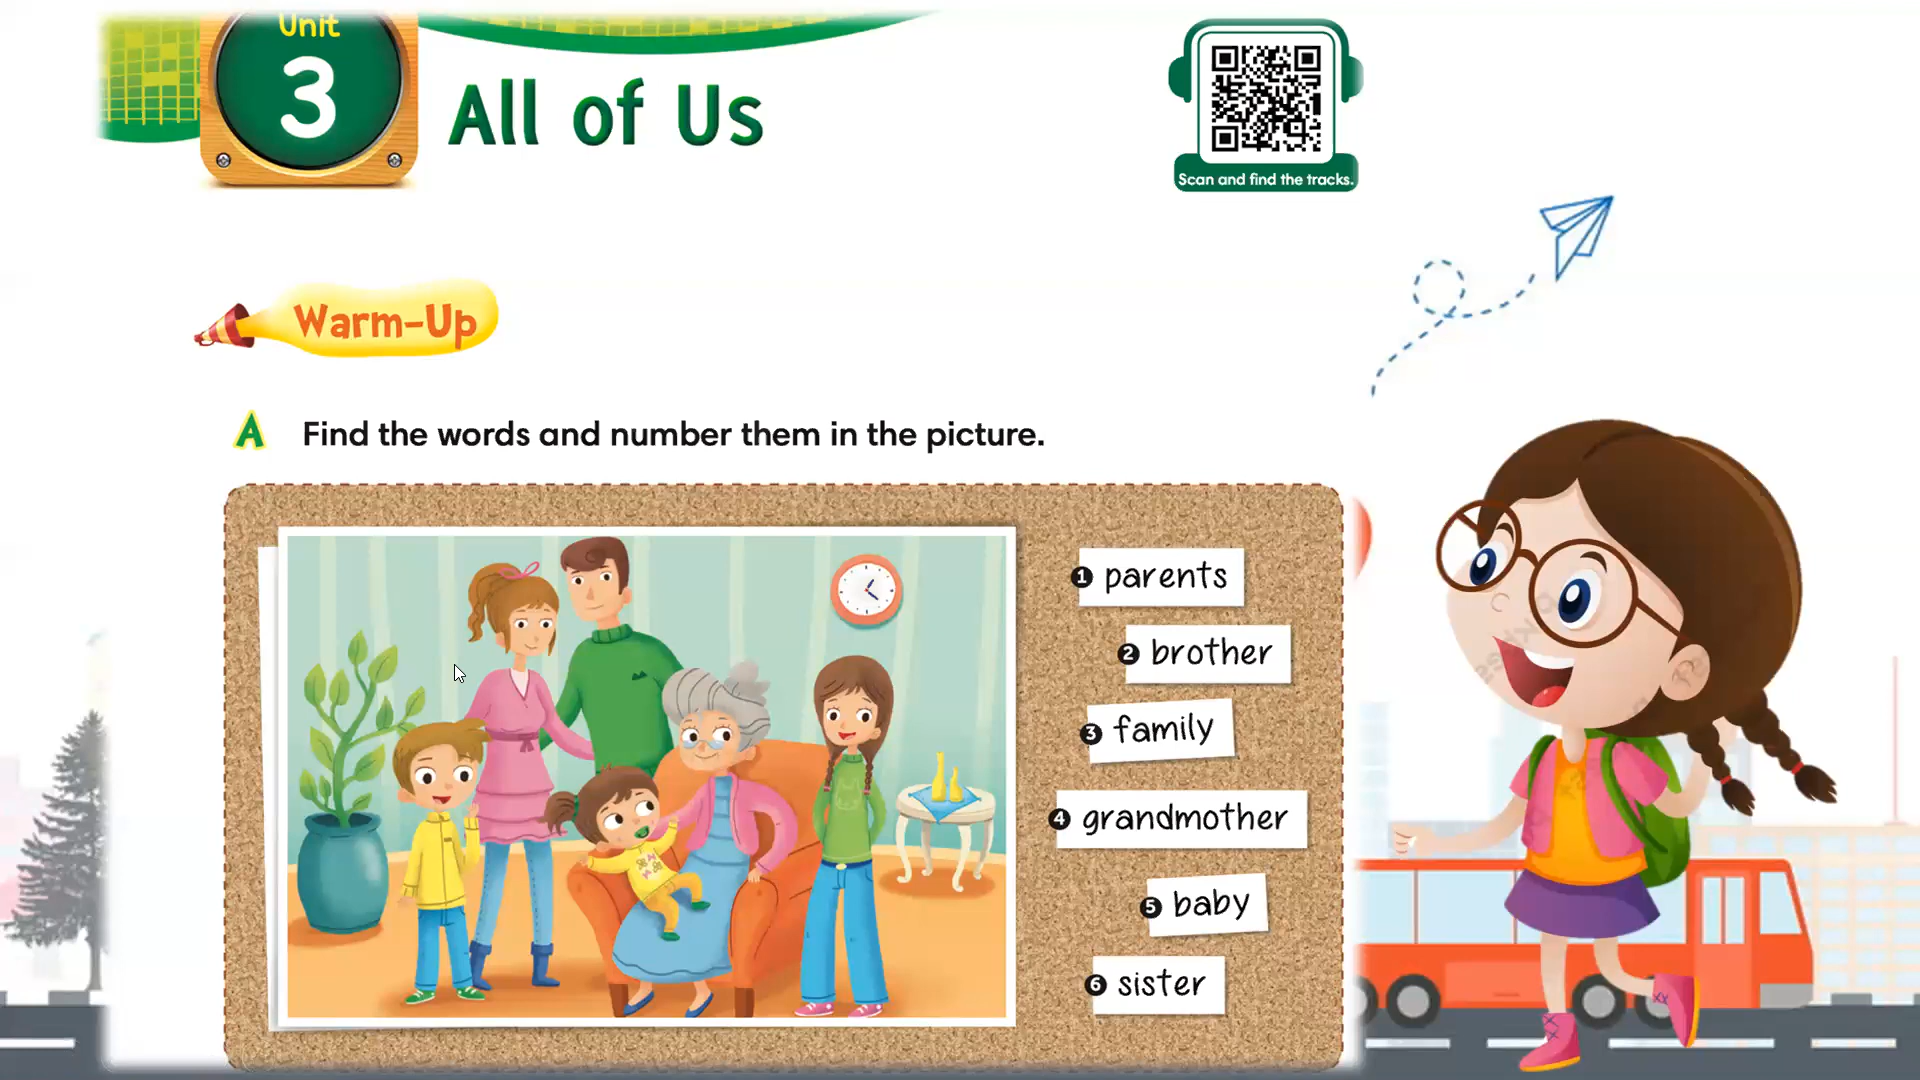 Unit
3
All of Us
Scan and find the tracks.
Warm-Up
A Find the words and number them in the picture.
1 parents
2 brother
3 family
4 grandmother
5 baby
6 sister